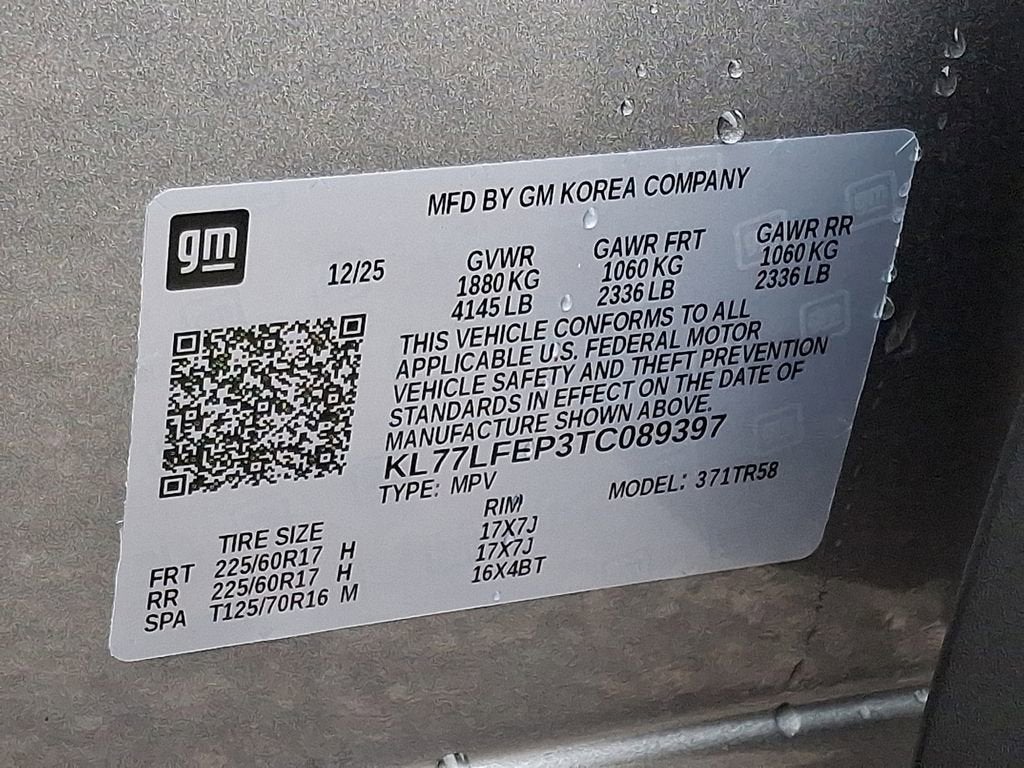 MFD BY GM KOREA COMPANY
gm
12/25
GVWR
1880 KG
4145 LB
GAWR FRT
1060 KG
2336 LB
GAWR RR
1060 KG
2336 LB
THIS VEHICLE CONFORMS TO ALL
APPLICABLE U.S. FEDERAL MOTOR
VEHICLE SAFETY AND THEFT PREVENTION
STANDARDS IN EFFECT ON THE DATE OF
MANUFACTURE SHOWN ABOVE.
KL77LFEP3TC089397
TYPE: MPV MODEL: 371TR58
TIRE SIZE RIM
FRT 225/60R17 H 17X7J
RR 225/60R17 H 17X7J
SPA T125/70R16 M 16X4BT